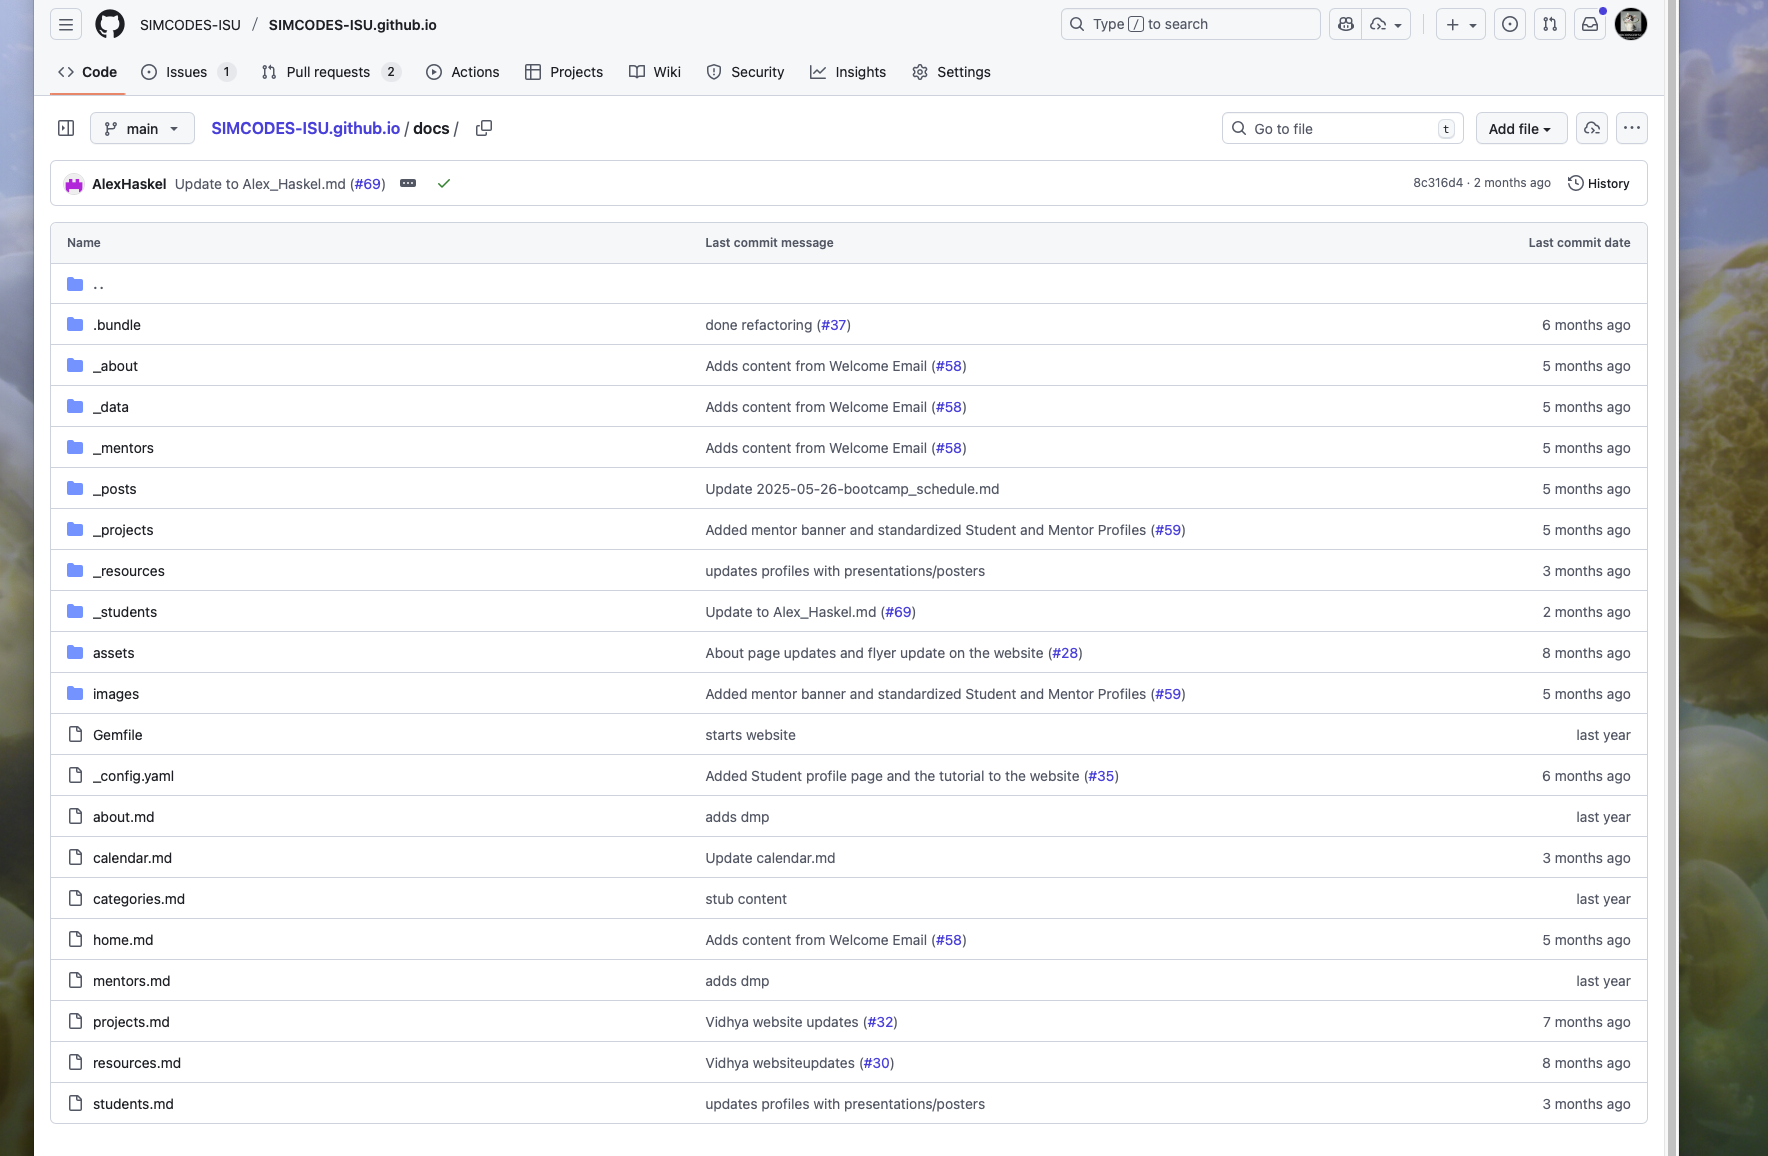 SIMCODES-ISU / SIMCODES-ISU.github.io Type / to search
Code Issues 1 Pull requests 2 Actions Projects Wiki Security Insights Settings
main SIMCODES-ISU.github.io / docs / Go to file t Add file
AlexHaskel Update to Alex_Haskel.md (#69) 8c316d4 · 2 months ago History
Name Last commit message Last commit date
..
.bundle done refactoring (#37) 6 months ago
_about Adds content from Welcome Email (#58) 5 months ago
_data Adds content from Welcome Email (#58) 5 months ago
_mentors Adds content from Welcome Email (#58) 5 months ago
_posts Update 2025-05-26-bootcamp_schedule.md 5 months ago
_projects Added mentor banner and standardized Student and Mentor Profiles (#59) 5 months ago
_resources updates profiles with presentations/posters 3 months ago
_students Update to Alex_Haskel.md (#69) 2 months ago
assets About page updates and flyer update on the website (#28) 8 months ago
images Added mentor banner and standardized Student and Mentor Profiles (#59) 5 months ago
Gemfile starts website last year
_config.yaml Added Student profile page and the tutorial to the website (#35) 6 months ago
about.md adds dmp last year
calendar.md Update calendar.md 3 months ago
categories.md stub content last year
home.md Adds content from Welcome Email (#58) 5 months ago
mentors.md adds dmp last year
projects.md Vidhya website updates (#32) 7 months ago
resources.md Vidhya websiteupdates (#30) 8 months ago
students.md updates profiles with presentations/posters 3 months ago